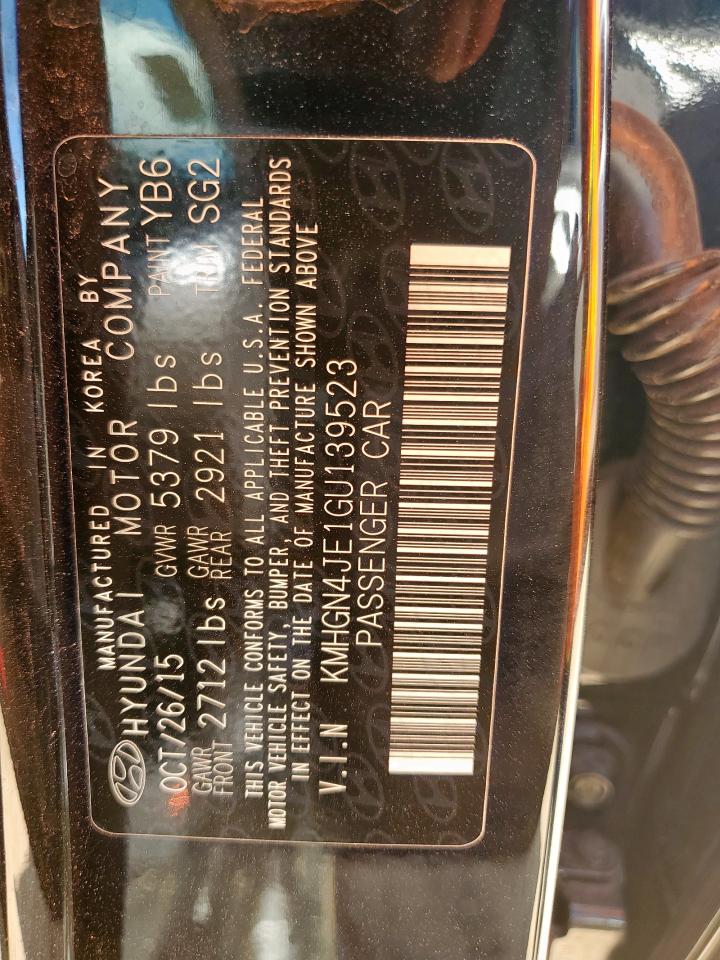 MANUFACTURED IN KOREA BY
HYUNDAI MOTOR COMPANY
OCT/26/15 GVWR 5379 lbs PAINT YB6
GAWR FRONT 2712 lbs GAWR REAR 2921 lbs TRIM SG2
THIS VEHICLE CONFORMS TO ALL APPLICABLE U.S.A. FEDERAL
MOTOR VEHICLE SAFETY, BUMPER, AND THEFT PREVENTION STANDARDS
IN EFFECT ON THE DATE OF MANUFACTURE SHOWN ABOVE
V.I.N KMHGN4JE1GU139523
PASSENGER CAR